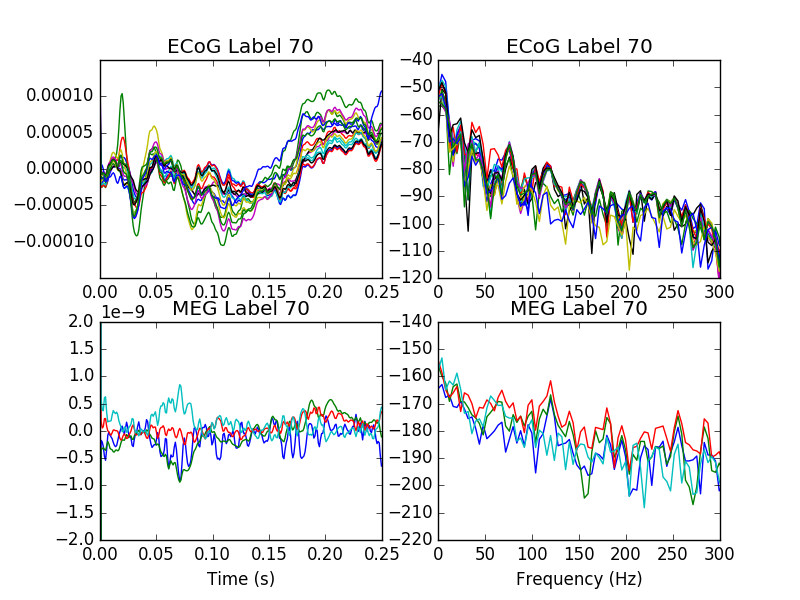 ECoG Label 70
ECoG Label 70
0.00010
0.00005
0.00000
−0.00005
−0.00010
0.00 0.05 0.10 0.15 0.20 0.25
−40
−50
−60
−70
−80
−90
−100
−110
−120
0 50 100 150 200 250 300
1e−9
MEG Label 70
MEG Label 70
2.0
1.5
1.0
0.5
0.0
−0.5
−1.0
−1.5
−2.0
0.00 0.05 0.10 0.15 0.20 0.25
Time (s)
−140
−150
−160
−170
−180
−190
−200
−210
−220
0 50 100 150 200 250 300
Frequency (Hz)